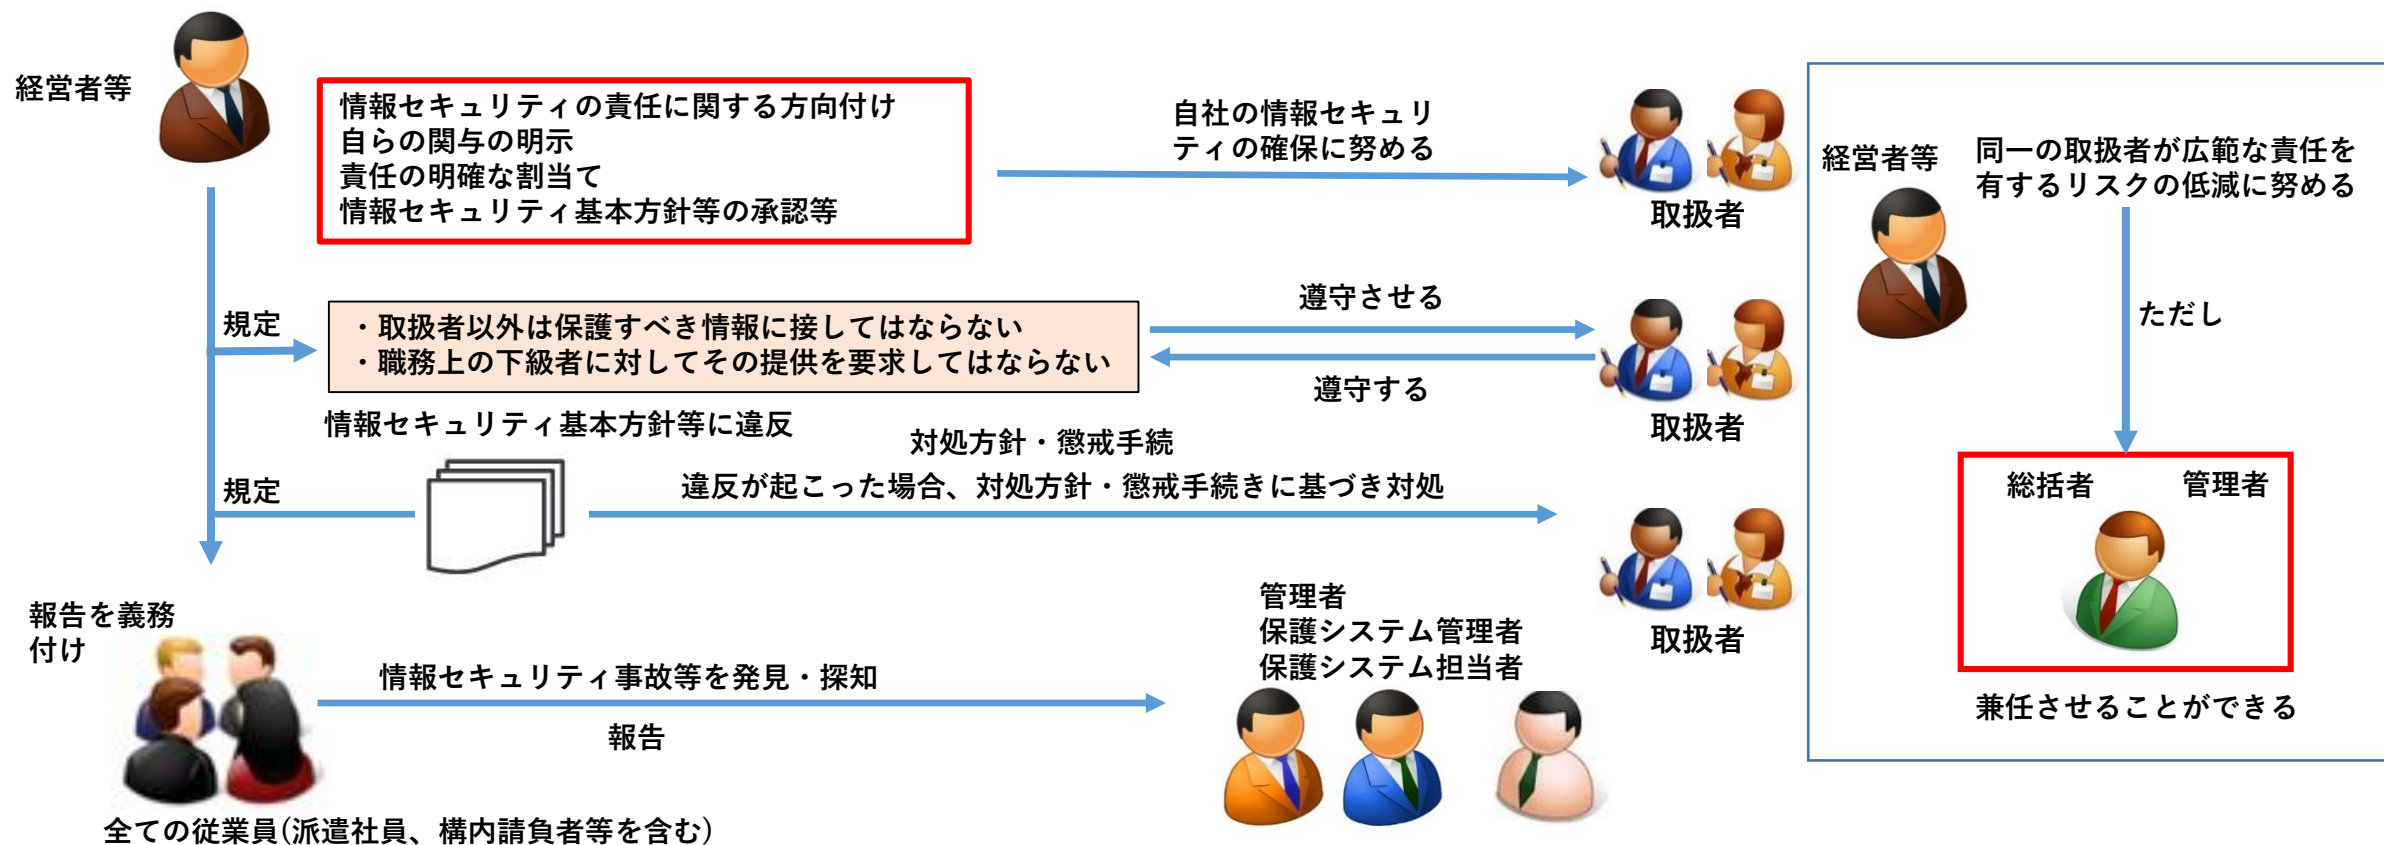 経営者等
情報セキュリティの責任に関する方向付け
自らの関与の明示
責任の明確な割当て
情報セキュリティ基本方針等の承認等
自社の情報セキュリ
ティの確保に努める
取扱者
規定
・取扱者以外は保護すべき情報に接してはならない
・職務上の下級者に対してその提供を要求してはならない
遵守させる
遵守する
取扱者
情報セキュリティ基本方針等に違反
対処方針・懲戒手続
規定
違反が起こった場合、対処方針・懲戒手続きに基づき対処
取扱者
報告を義務
付け
情報セキュリティ事故等を発見・探知
報告
管理者
保護システム管理者
保護システム担当者
全ての従業員(派遣社員、構内請負者等を含む)
経営者等
同一の取扱者が広範な責任を
有するリスクの低減に努める
ただし
総括者 管理者
兼任させることができる